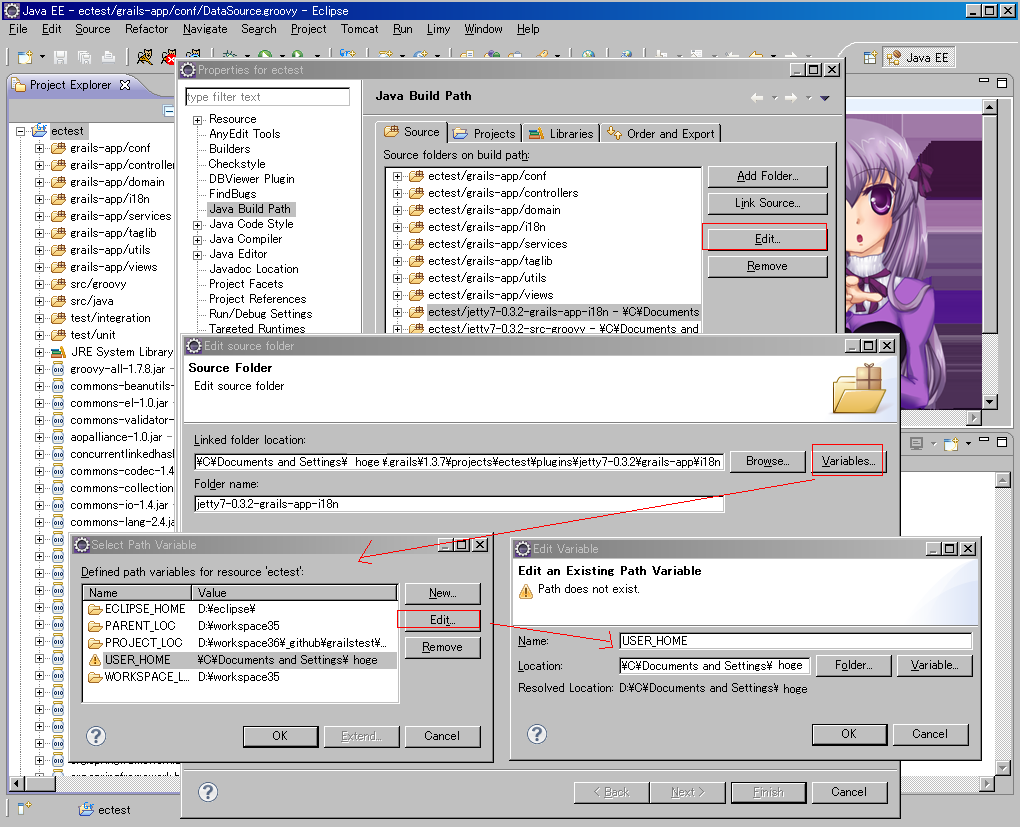 Java EE - ectest/grails-app/conf/DataSource.groovy - Eclipse
File Edit Source Refactor Navigate Search Project Tomcat Run Limy Window Help
Java EE
Project Explorer
ectest
grails-app/conf
grails-app/controller
grails-app/domain
grails-app/i18n
grails-app/services
grails-app/taglib
grails-app/utils
grails-app/views
src/groovy
src/java
test/integration
test/unit
JRE System Library
groovy-all-1.7.8.jar
commons-beanutils-
commons-el-1.0.jar
commons-validator-
aopalliance-1.0.jar
concurrentlinkedhas
commons-codec-1.4
commons-collection
commons-io-1.4.jar
commons-lang-2.4.j
Properties for ectest
type filter text
Resource
AnyEdit Tools
Builders
Checkstyle
DBViewer Plugin
FindBugs
Java Build Path
Java Code Style
Java Compiler
Java Editor
Javadoc Location
Project Facets
Project References
Run/Debug Settings
Targeted Runtimes
Java Build Path
Source Projects Libraries Order and Export
Source folders on build path:
ectest/grails-app/conf
ectest/grails-app/controllers
ectest/grails-app/domain
ectest/grails-app/i18n
ectest/grails-app/services
ectest/grails-app/taglib
ectest/grails-app/utils
ectest/grails-app/views
ectest/jetty7-0.3.2-grails-app-i18n - ¥C¥Documents
ectest/jetty7-0.3.2-src-groovy - ¥C¥Documents and
Add Folder...
Link Source...
Edit...
Remove
Edit source folder
Source Folder
Edit source folder
Linked folder location:
¥C¥Documents and Settings¥ hoge ¥.grails¥1.3.7¥projects¥ectest¥plugins¥jetty7-0.3.2¥grails-app¥i18n
Browse... Variables...
Folder name:
jetty7-0.3.2-grails-app-i18n
Select Path Variable
Defined path variables for resource 'ectest':
Name Value
ECLIPSE_HOME D:¥eclipse¥
PARENT_LOC D:¥workspace35
PROJECT_LOC D:¥workspace36¥_github¥grailstest¥...
USER_HOME ¥C¥Documents and Settings¥ hoge
WORKSPACE_L... D:¥workspace35
New...
Edit...
Remove
OK Extend... Cancel
Edit Variable
Edit an Existing Path Variable
Path does not exist.
Name: USER_HOME
Location: ¥C¥Documents and Settings¥ hoge Folder... Variable...
Resolved Location: D:¥C¥Documents and Settings¥ hoge
OK Cancel
< Back Next > Finish Cancel
ectest